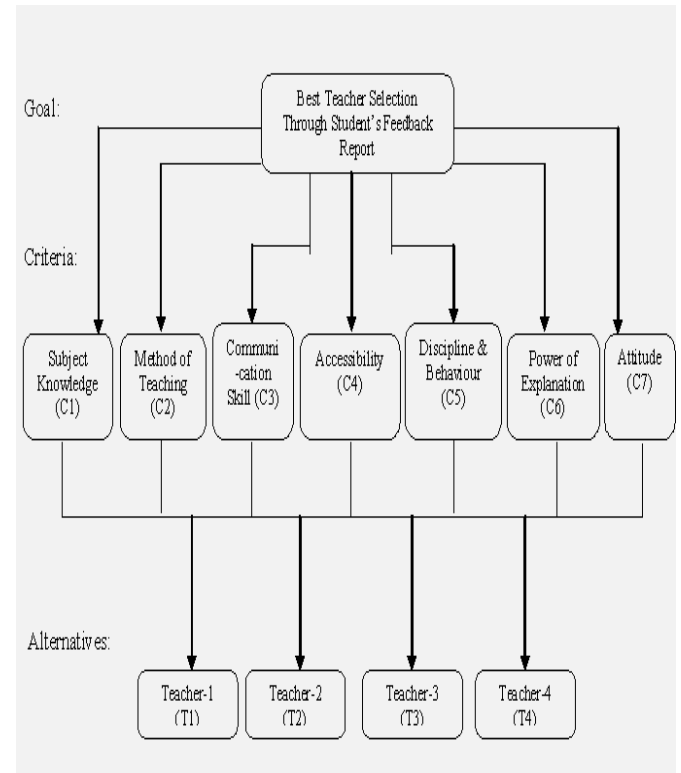 Goal:
Best Teacher Selection
Through Student's Feedback
Report
Criteria:
Subject
Knowledge
(C1)
Method of
Teaching
(C2)
Communi
-cation
Skill (C3)
Accessibility
(C4)
Discipline &
Behaviour
(C5)
Power of
Explanation
(C6)
Attitude
(C7)
Alternatives:
Teacher-1
(T1)
Teacher-2
(T2)
Teacher-3
(T3)
Teacher-4
(T4)